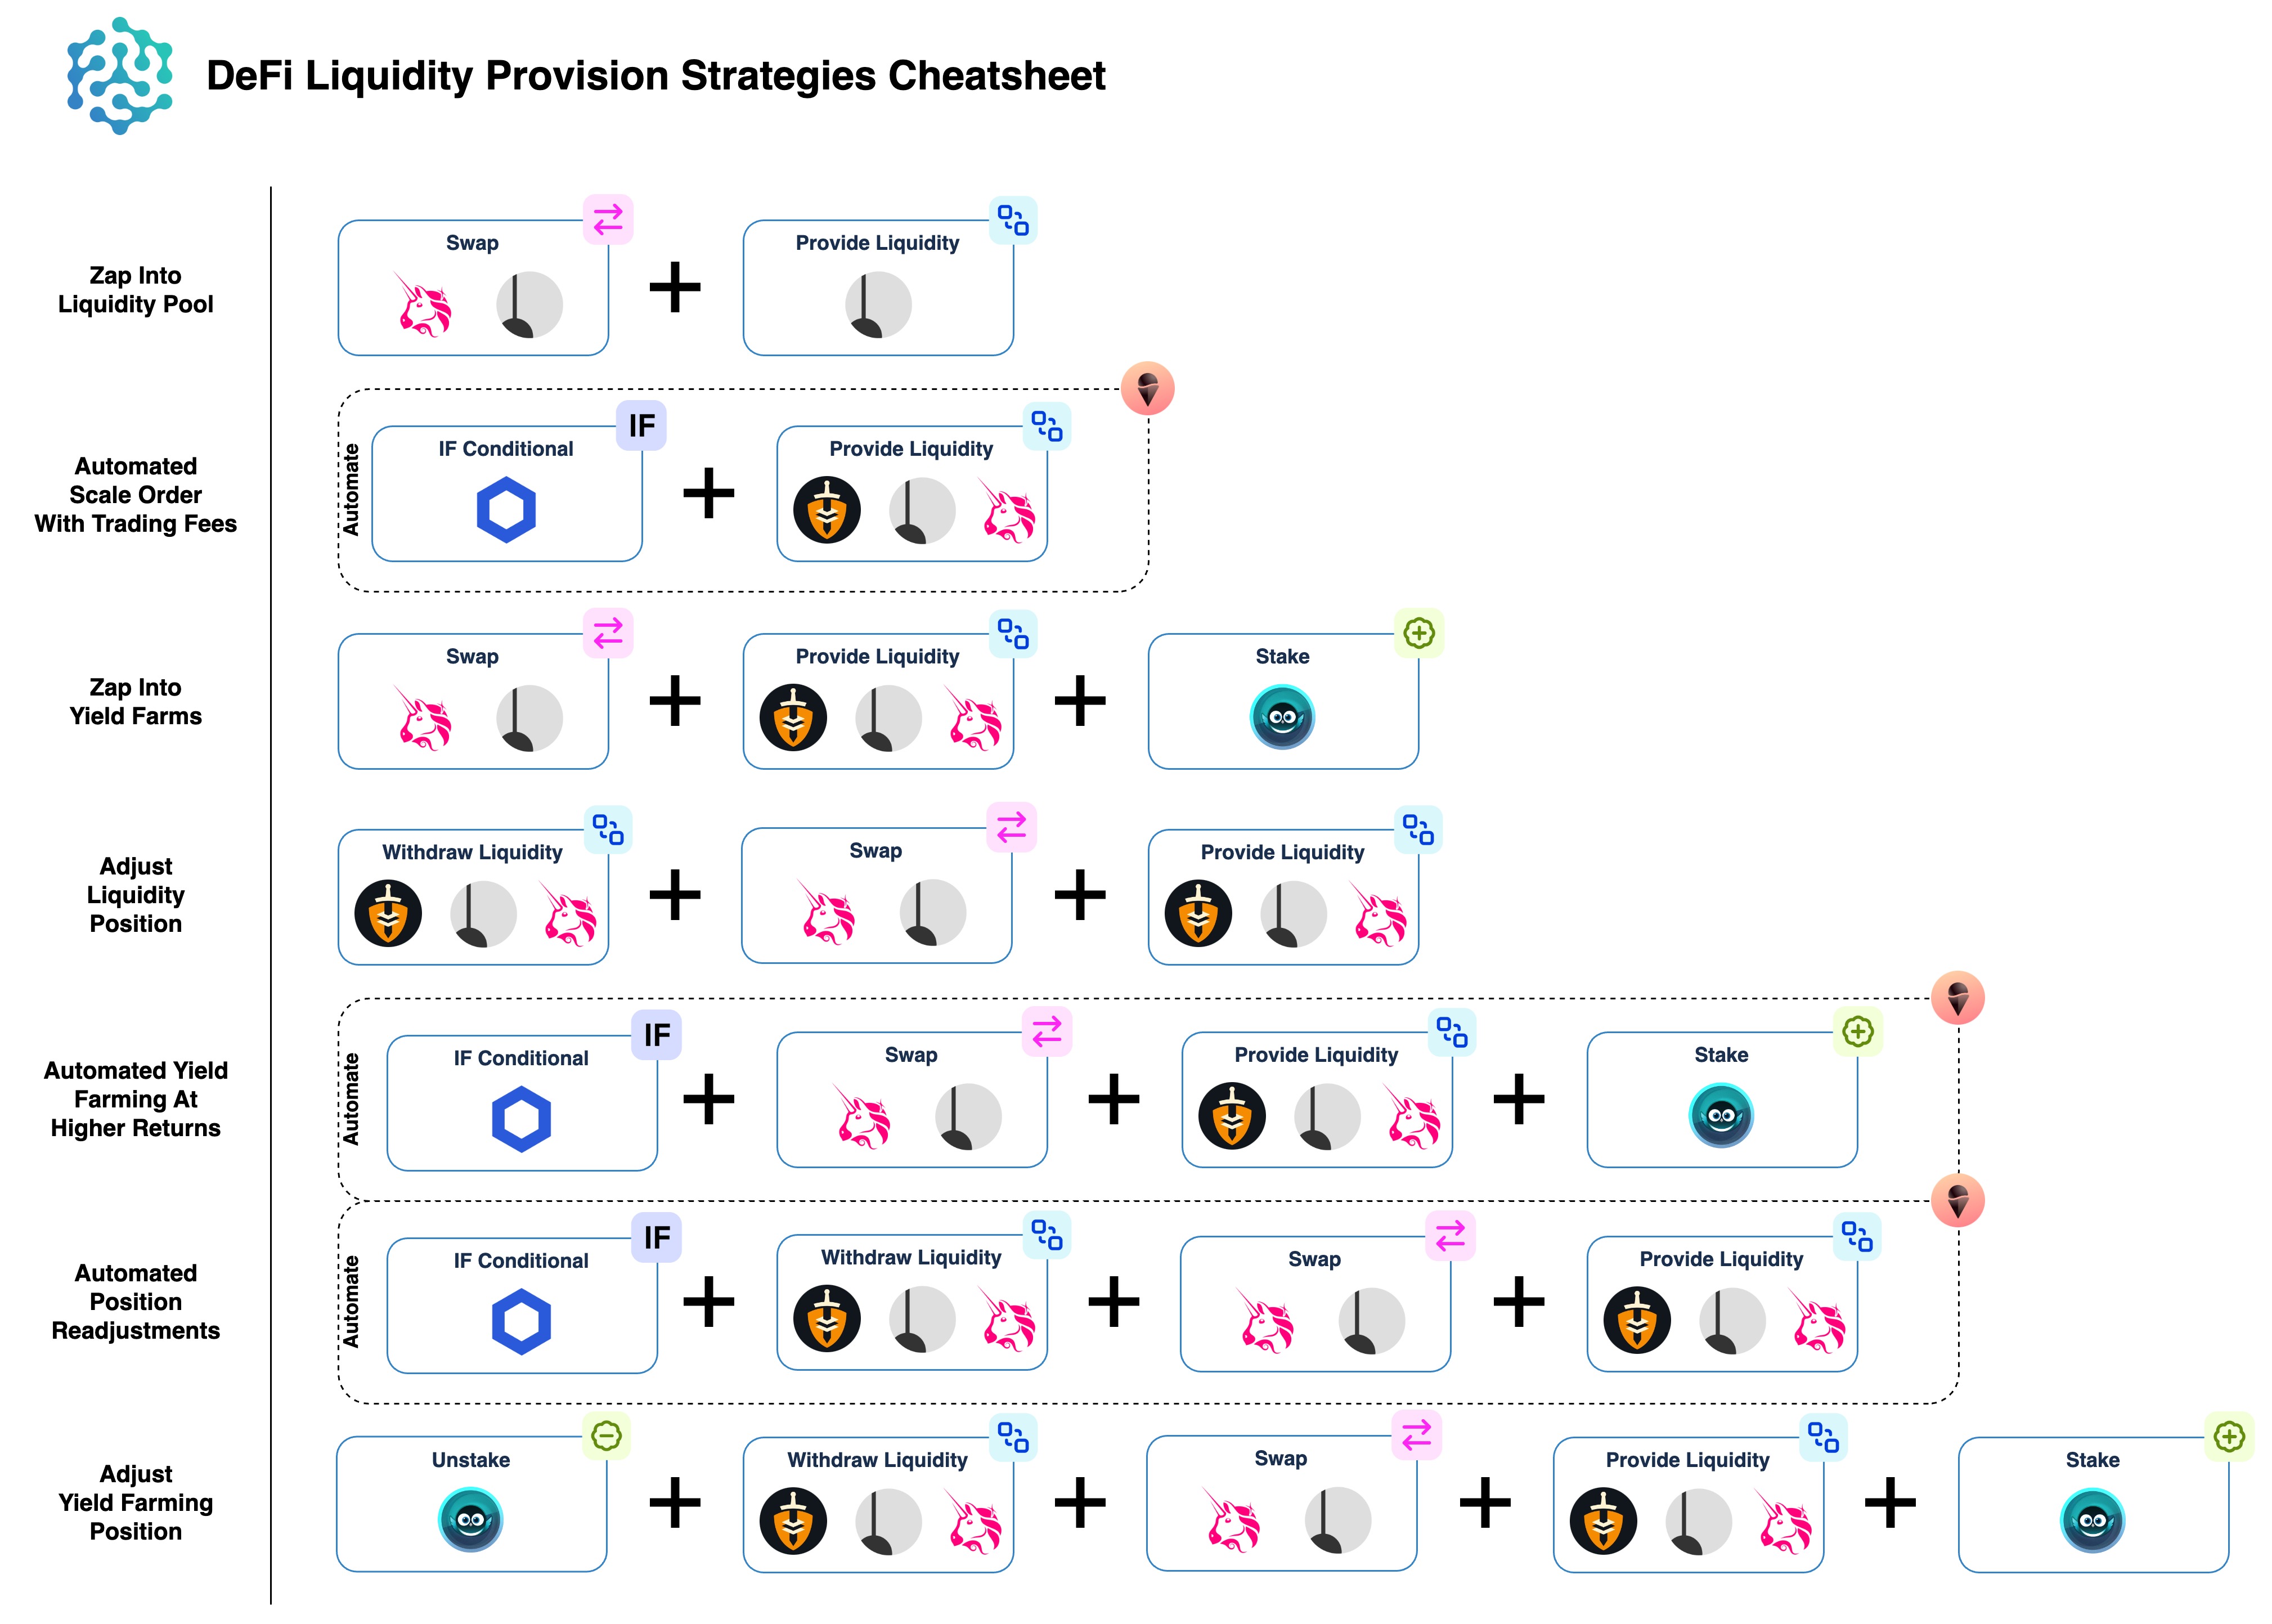 DeFi Liquidity Provision Strategies Cheatsheet
Zap Into
Liquidity Pool
Swap
Provide Liquidity
Automated
Scale Order
With Trading Fees
Automate
IF Conditional
IF
Provide Liquidity
Zap Into
Yield Farms
Swap
Provide Liquidity
Stake
Adjust
Liquidity
Position
Withdraw Liquidity
Swap
Provide Liquidity
Automated Yield
Farming At
Higher Returns
Automate
IF Conditional
IF
Swap
Provide Liquidity
Stake
Automated
Position
Readjustments
Automate
IF Conditional
IF
Withdraw Liquidity
Swap
Provide Liquidity
Adjust
Yield Farming
Position
Unstake
Withdraw Liquidity
Swap
Provide Liquidity
Stake